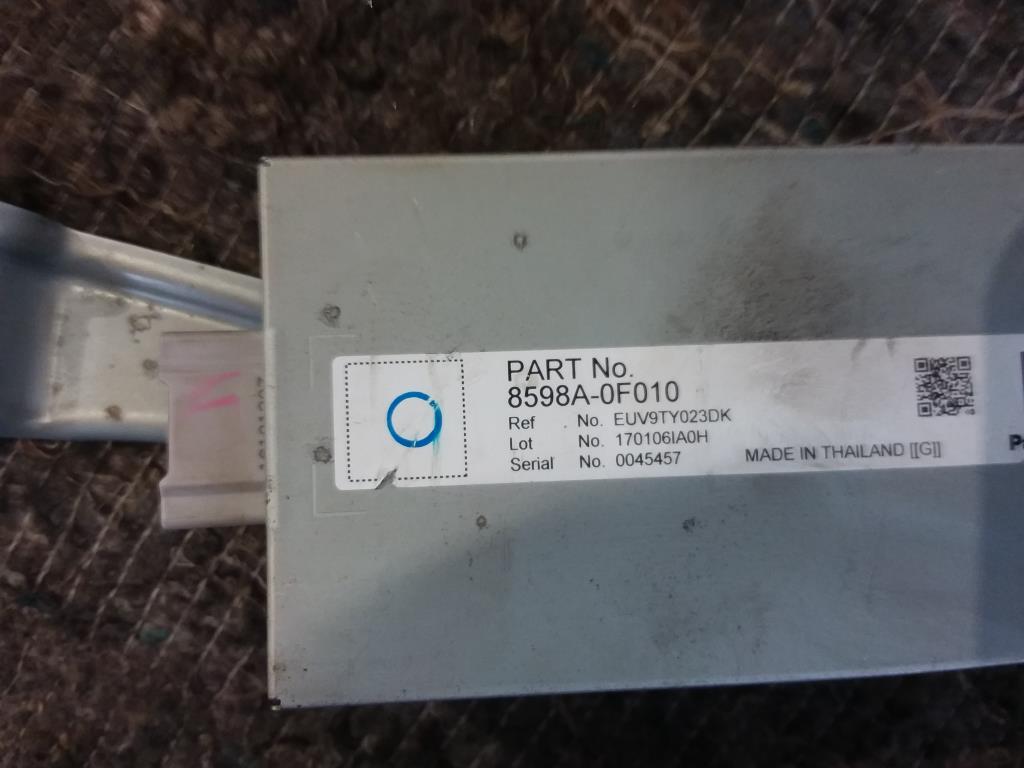 PART No.
8598A-0F010
Ref No. EUV9TY023DK
Lot No. 170106IA0H
Serial No. 0045457
MADE IN THAILAND [[G]]